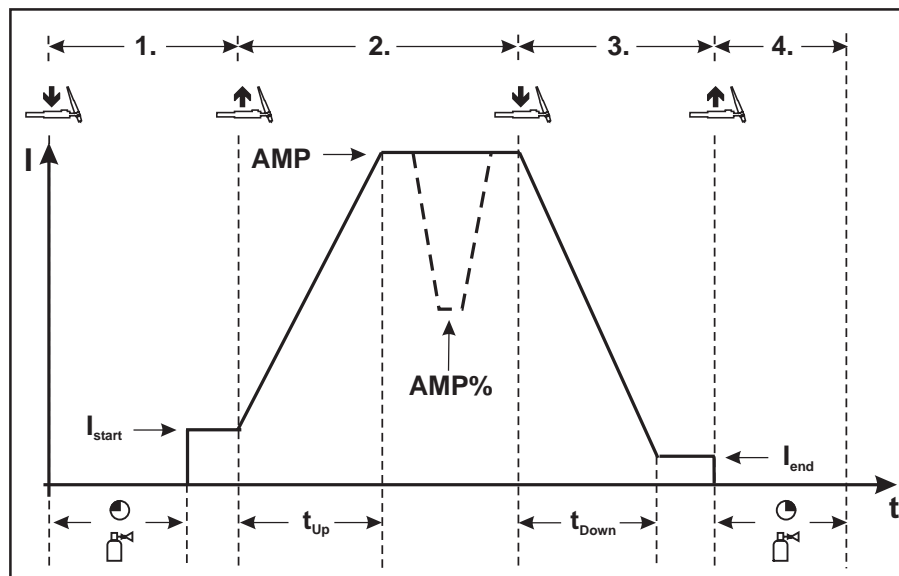 1. 2. 3. 4.
I
AMP
AMP%
Istart
Iend
t
tUp
tDown